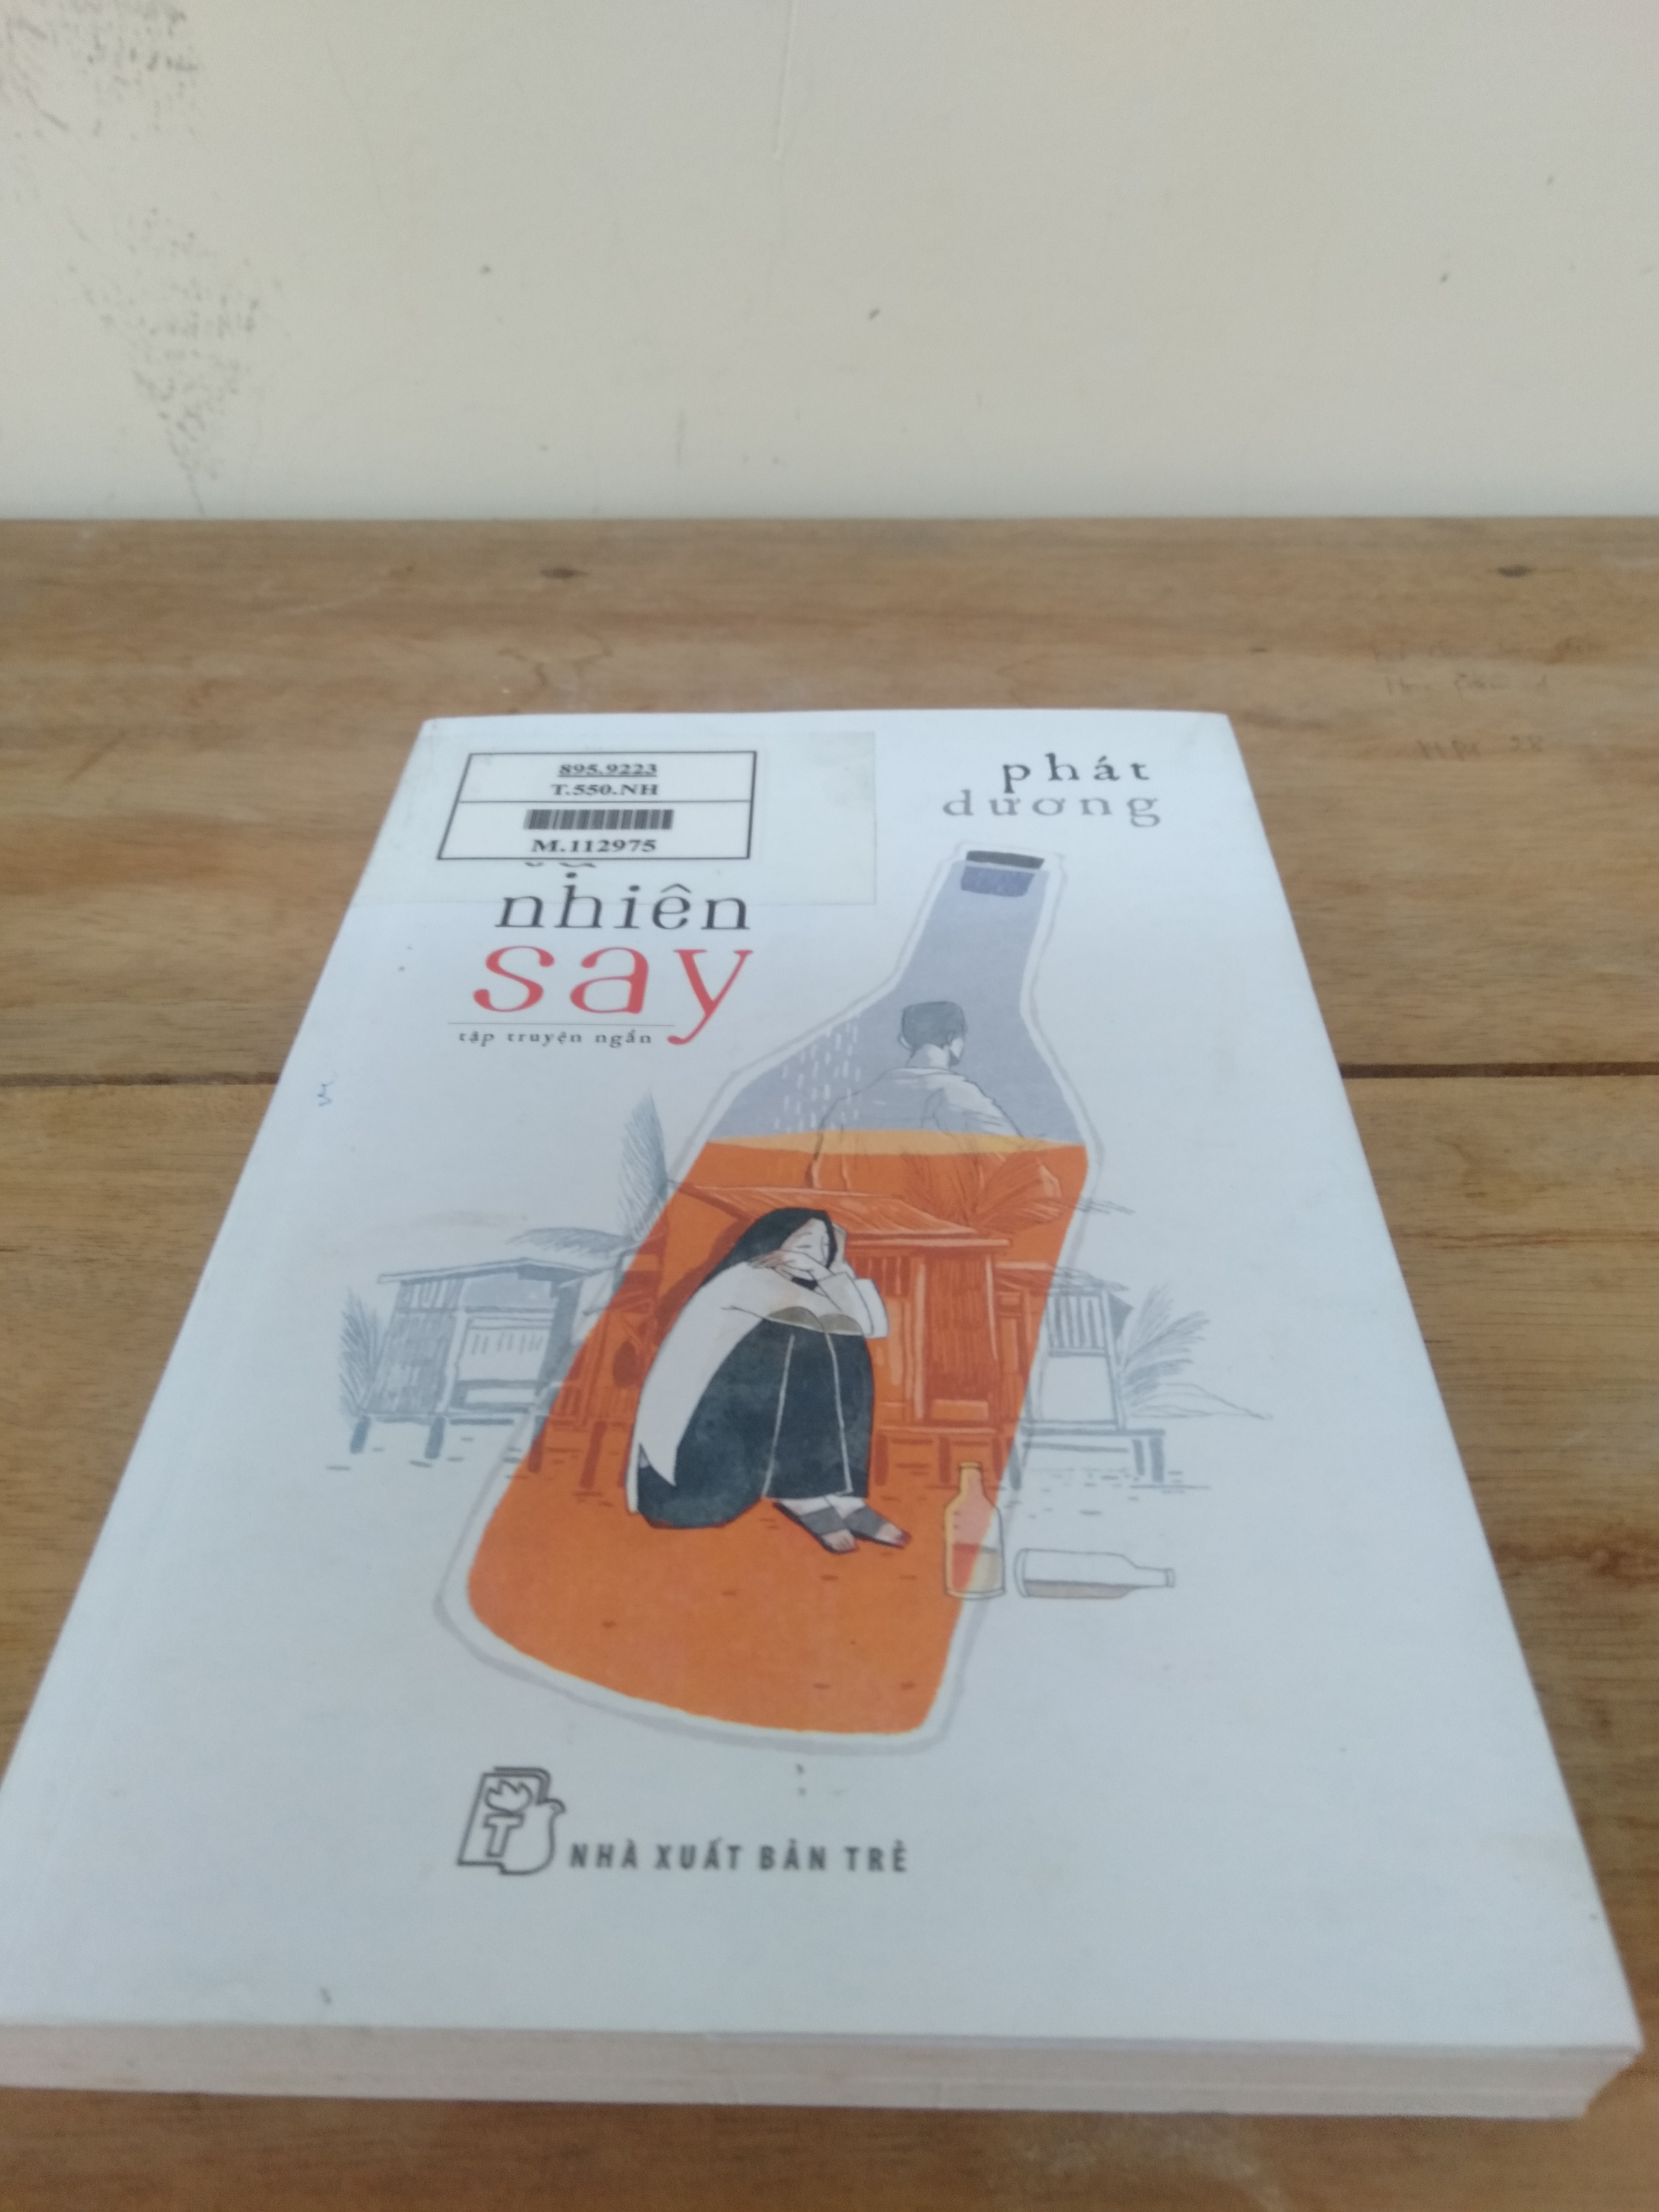 895.9223
T.550.NH
M.112975
phát
dương
nhiên
say
tập truyện ngắn
T
NHÀ XUẤT BẢN TRẺ